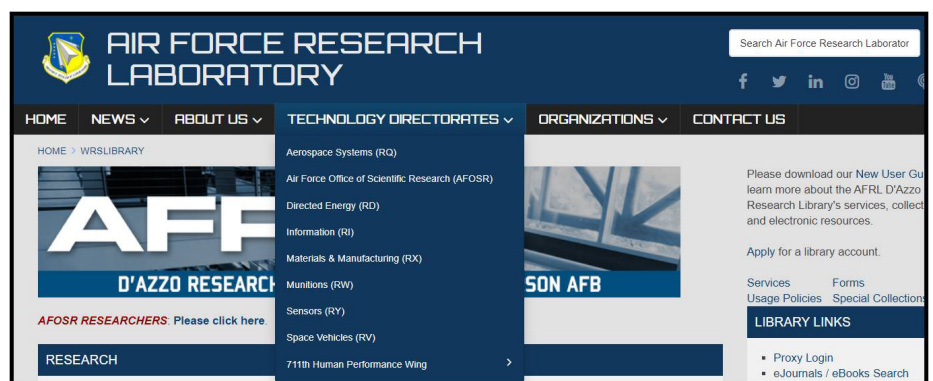 AIR FORCE RESEARCH
LABORATORY
Search Air Force Research Laborator
HOME NEWS ABOUT US TECHNOLOGY DIRECTORATES ORGANIZATIONS CONTACT US
HOME > WRSLIBRARY
Aerospace Systems (RQ)
Air Force Office of Scientific Research (AFOSR)
Directed Energy (RD)
Information (RI)
Materials & Manufacturing (RX)
Munitions (RW)
Sensors (RY)
Space Vehicles (RV)
711th Human Performance Wing >
AFR
D'AZZO RESEARCH
SON AFB
AFOSR RESEARCHERS: Please click here.
RESEARCH
Please download our New User Gu
learn more about the AFRL D'Azzo
Research Library's services, collect
and electronic resources.
Apply for a library account.
Services Forms
Usage Policies Special Collections
LIBRARY LINKS
Proxy Login
eJournals / eBooks Search